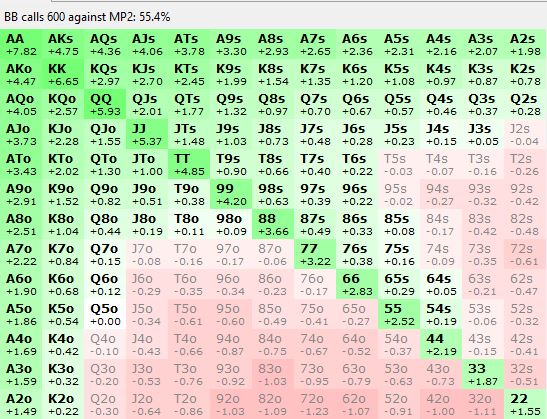 BB calls 600 against MP2: 55.4%
AA AKs AQs AJs ATs A9s A8s A7s A6s A5s A4s A3s A2s
+7.82 +4.75 +4.36 +4.06 +3.78 +3.30 +2.93 +2.65 +2.36 +2.31 +2.16 +2.07 +1.98
AKo KK KQs KJs KTs K9s K8s K7s K6s K5s K4s K3s K2s
+4.47 +6.65 +2.97 +2.70 +2.45 +1.99 +1.54 +1.35 +1.20 +1.08 +0.97 +0.87 +0.78
AQo KQo QQ QJs QTs Q9s Q8s Q7s Q6s Q5s Q4s Q3s Q2s
+4.05 +2.57 +5.93 +2.01 +1.77 +1.32 +0.97 +0.70 +0.67 +0.57 +0.46 +0.37 +0.28
AJo KJo QJo JJ JTs J9s J8s J7s J6s J5s J4s J3s J2s
+3.73 +2.28 +1.55 +5.37 +1.48 +1.03 +0.73 +0.48 +0.28 +0.23 +0.15 +0.05 -0.04
ATo KTo QTo JTo TT T9s T8s T7s T6s T5s T4s T3s T2s
+3.43 +2.02 +1.30 +1.00 +4.85 +0.90 +0.66 +0.40 +0.22 -0.03 -0.07 -0.16 -0.26
A9o K9o Q9o J9o T9o 99 98s 97s 96s 95s 94s 93s 92s
+2.91 +1.52 +0.82 +0.51 +0.38 +4.20 +0.63 +0.39 +0.22 -0.02 -0.27 -0.32 -0.42
A8o K8o Q8o J8o T8o 98o 88 87s 86s 85s 84s 83s 82s
+2.51 +1.04 +0.44 +0.19 +0.11 +0.09 +3.66 +0.49 +0.33 +0.08 -0.17 -0.42 -0.48
A7o K7o Q7o J7o T7o 97o 87o 77 76s 75s 74s 73s 72s
+2.22 +0.84 +0.15 -0.08 -0.16 -0.17 -0.06 +3.22 +0.38 +0.16 -0.09 -0.35 -0.61
A6o K6o Q6o J6o T6o 96o 86o 76o 66 65s 64s 63s 62s
+1.90 +0.68 +0.12 -0.29 -0.35 -0.34 -0.23 -0.17 +2.83 +0.29 +0.05 -0.21 -0.47
A5o K5o Q5o J5o T5o 95o 85o 75o 65o 55 54s 53s 52s
+1.86 +0.54 +0.00 -0.34 -0.61 -0.60 -0.49 -0.41 -0.27 +2.52 +0.19 -0.06 -0.32
A4o K4o Q4o J4o T4o 94o 84o 74o 64o 54o 44 43s 42s
+1.69 +0.42 -0.10 -0.43 -0.66 -0.87 -0.75 -0.67 -0.52 -0.37 +2.19 -0.15 -0.41
A3o K3o Q3o J3o T3o 93o 83o 73o 63o 53o 43o 33 32s
+1.59 +0.32 -0.20 -0.53 -0.76 -0.92 -1.03 -0.95 -0.79 -0.63 -0.73 +1.87 -0.51
A2o K2o Q2o J2o T2o 92o 82o 72o 62o 52o 42o 32o 22
+1.49 +0.22 -0.30 -0.64 -0.86 -1.03 -1.09 -1.23 -1.07 -0.91 -1.00 -1.11 +1.55